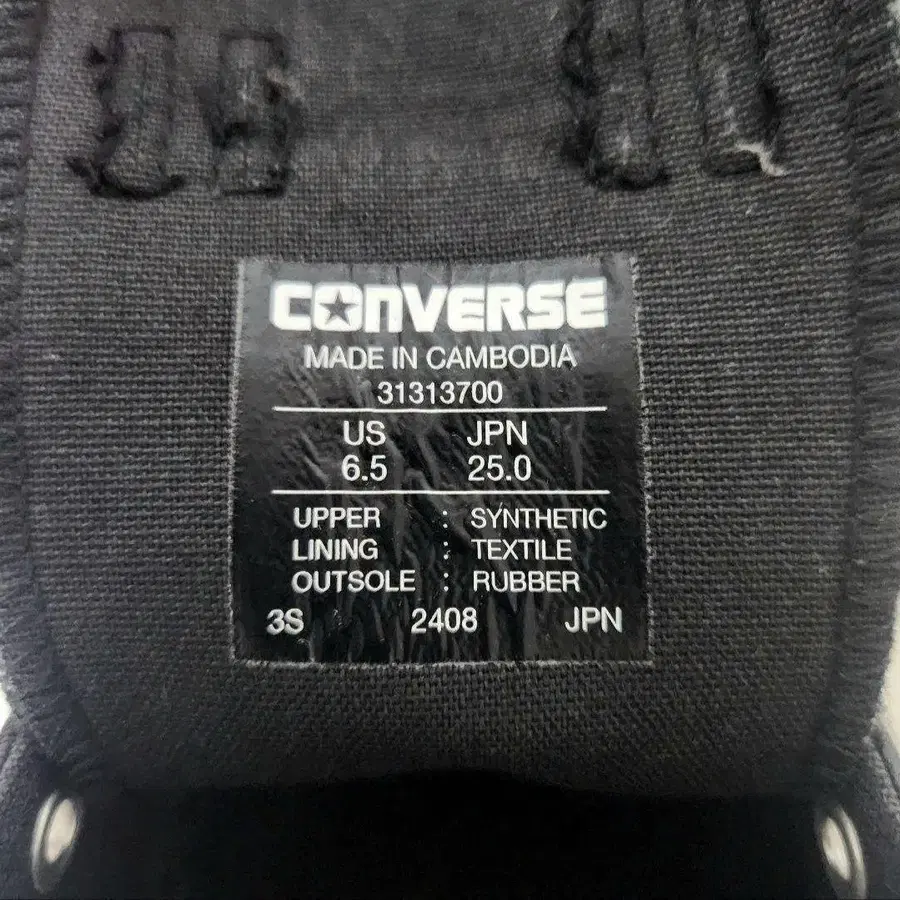 CONVERSE
MADE IN CAMBODIA
31313700
US JPN
6.5 25.0
UPPER : SYNTHETIC
LINING : TEXTILE
OUTSOLE : RUBBER
3S 2408 JPN